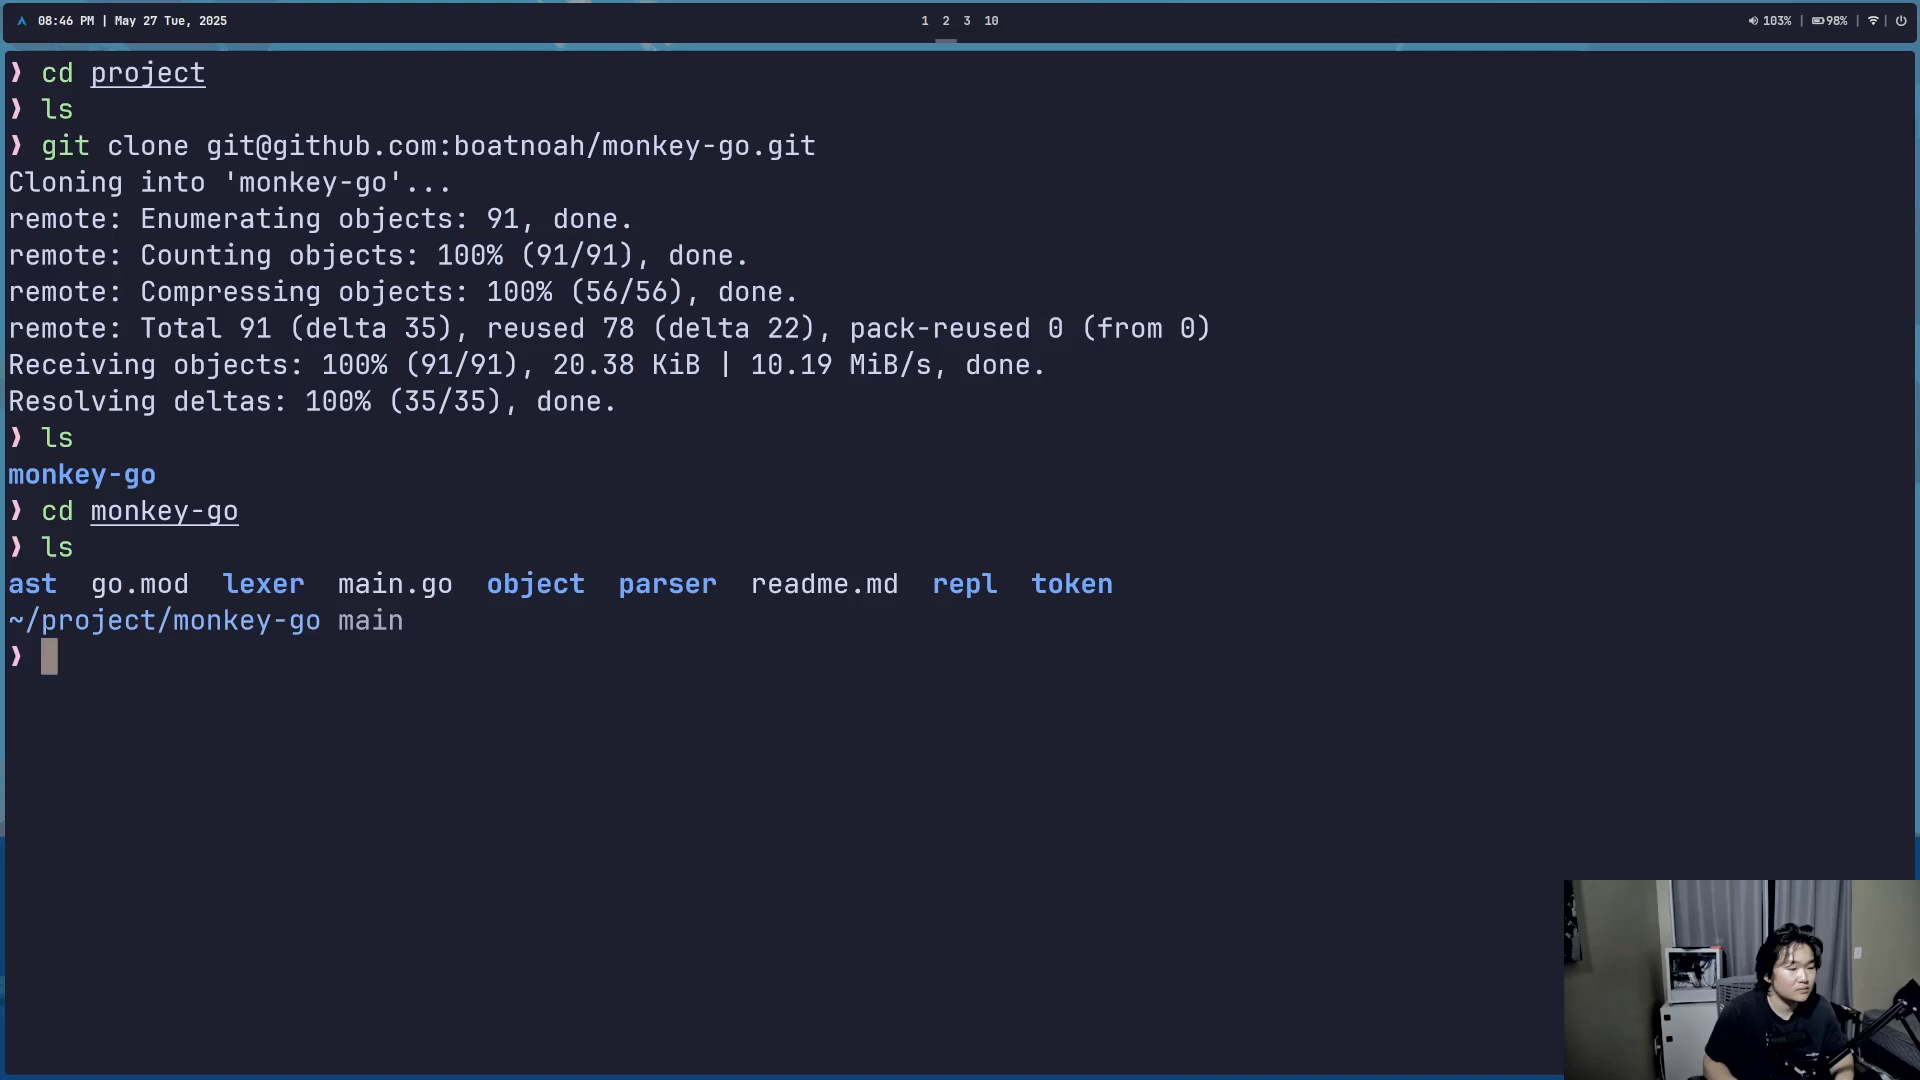 08:46 PM | May 27 Tue, 2025
1 2 3 10
103% | 98% | |
❱ cd project
❱ ls
❱ git clone git@github.com:boatnoah/monkey-go.git
Cloning into 'monkey-go'...
remote: Enumerating objects: 91, done.
remote: Counting objects: 100% (91/91), done.
remote: Compressing objects: 100% (56/56), done.
remote: Total 91 (delta 35), reused 78 (delta 22), pack-reused 0 (from 0)
Receiving objects: 100% (91/91), 20.38 KiB | 10.19 MiB/s, done.
Resolving deltas: 100% (35/35), done.
❱ ls
monkey-go
❱ cd monkey-go
❱ ls
ast go.mod lexer main.go object parser readme.md repl token
~/project/monkey-go main
❱